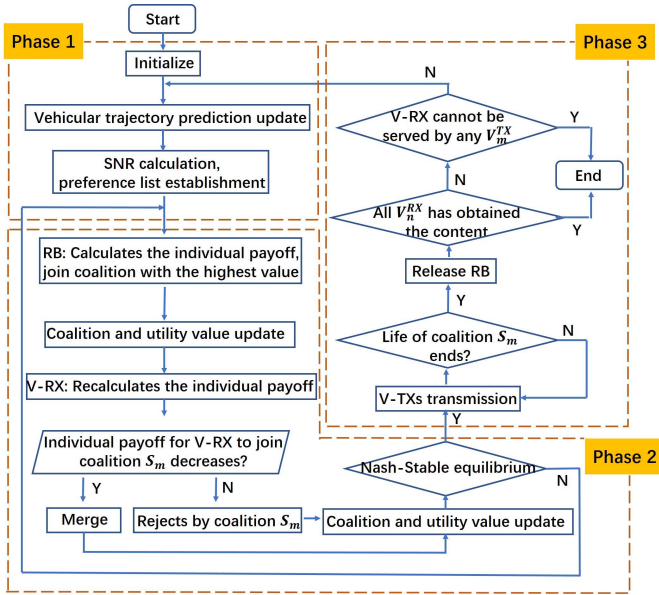 Start
Phase 1
Initialize
Vehicular trajectory prediction update
SNR calculation,
preference list establishment
RB: Calculates the individual payoff,
join coalition with the highest value
Coalition and utility value update
V-RX: Recalculates the individual payoff
Individual payoff for V-RX to join
coalition Sₘ decreases?
Y
N
Merge
Rejects by coalition Sₘ
Coalition and utility value update
Phase 2
Nash-Stable equilibrium
N
Y
V-TXs transmission
Life of coalition Sₘ
ends?
N
Y
Release RB
All $V_n^{RX}$ has obtained
the content
Y
N
V-RX cannot be
served by any $V_m^{TX}$
Y
N
End
Phase 3